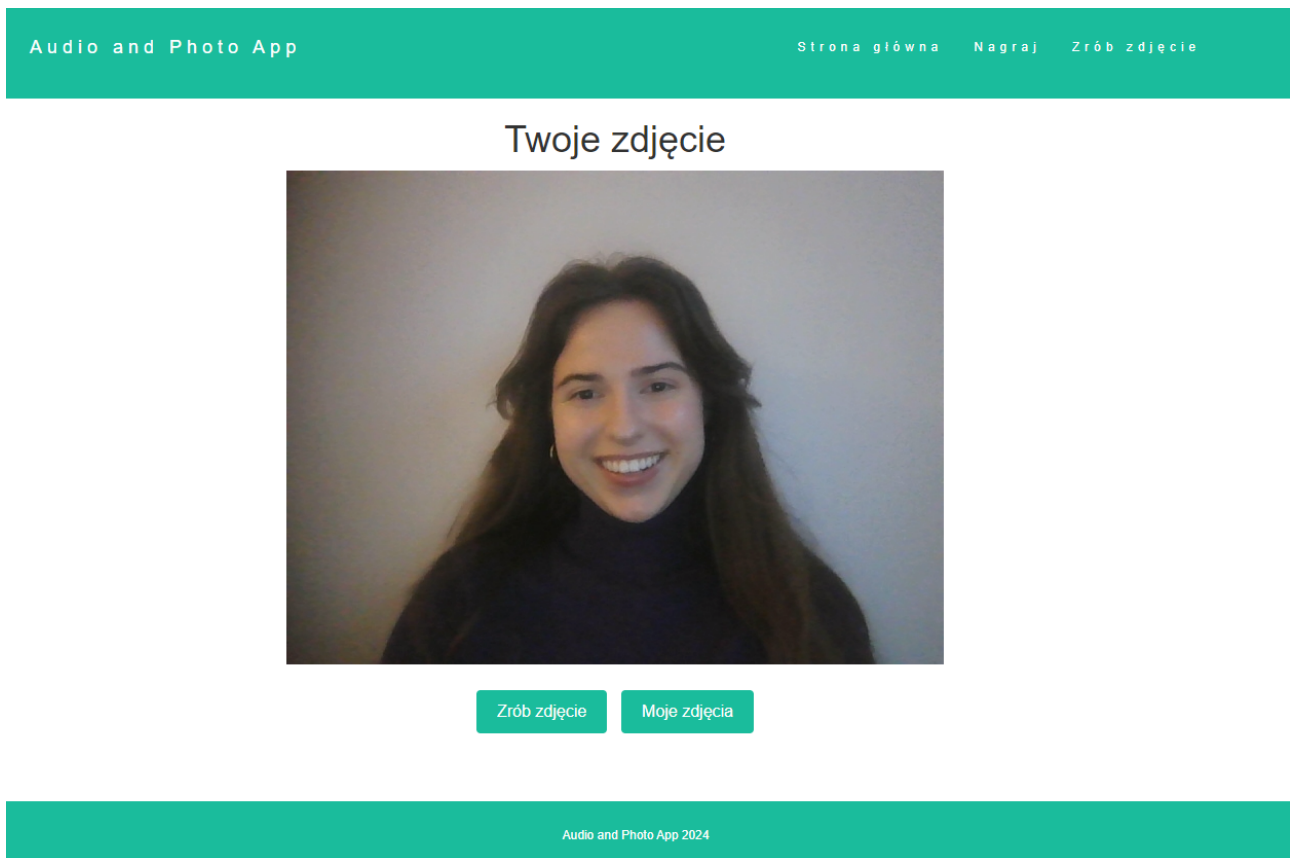 Audio and Photo App
Strona główna Nagraj Zrób zdjęcie
Twoje zdjęcie
Zrób zdjęcie Moje zdjęcia
Audio and Photo App 2024